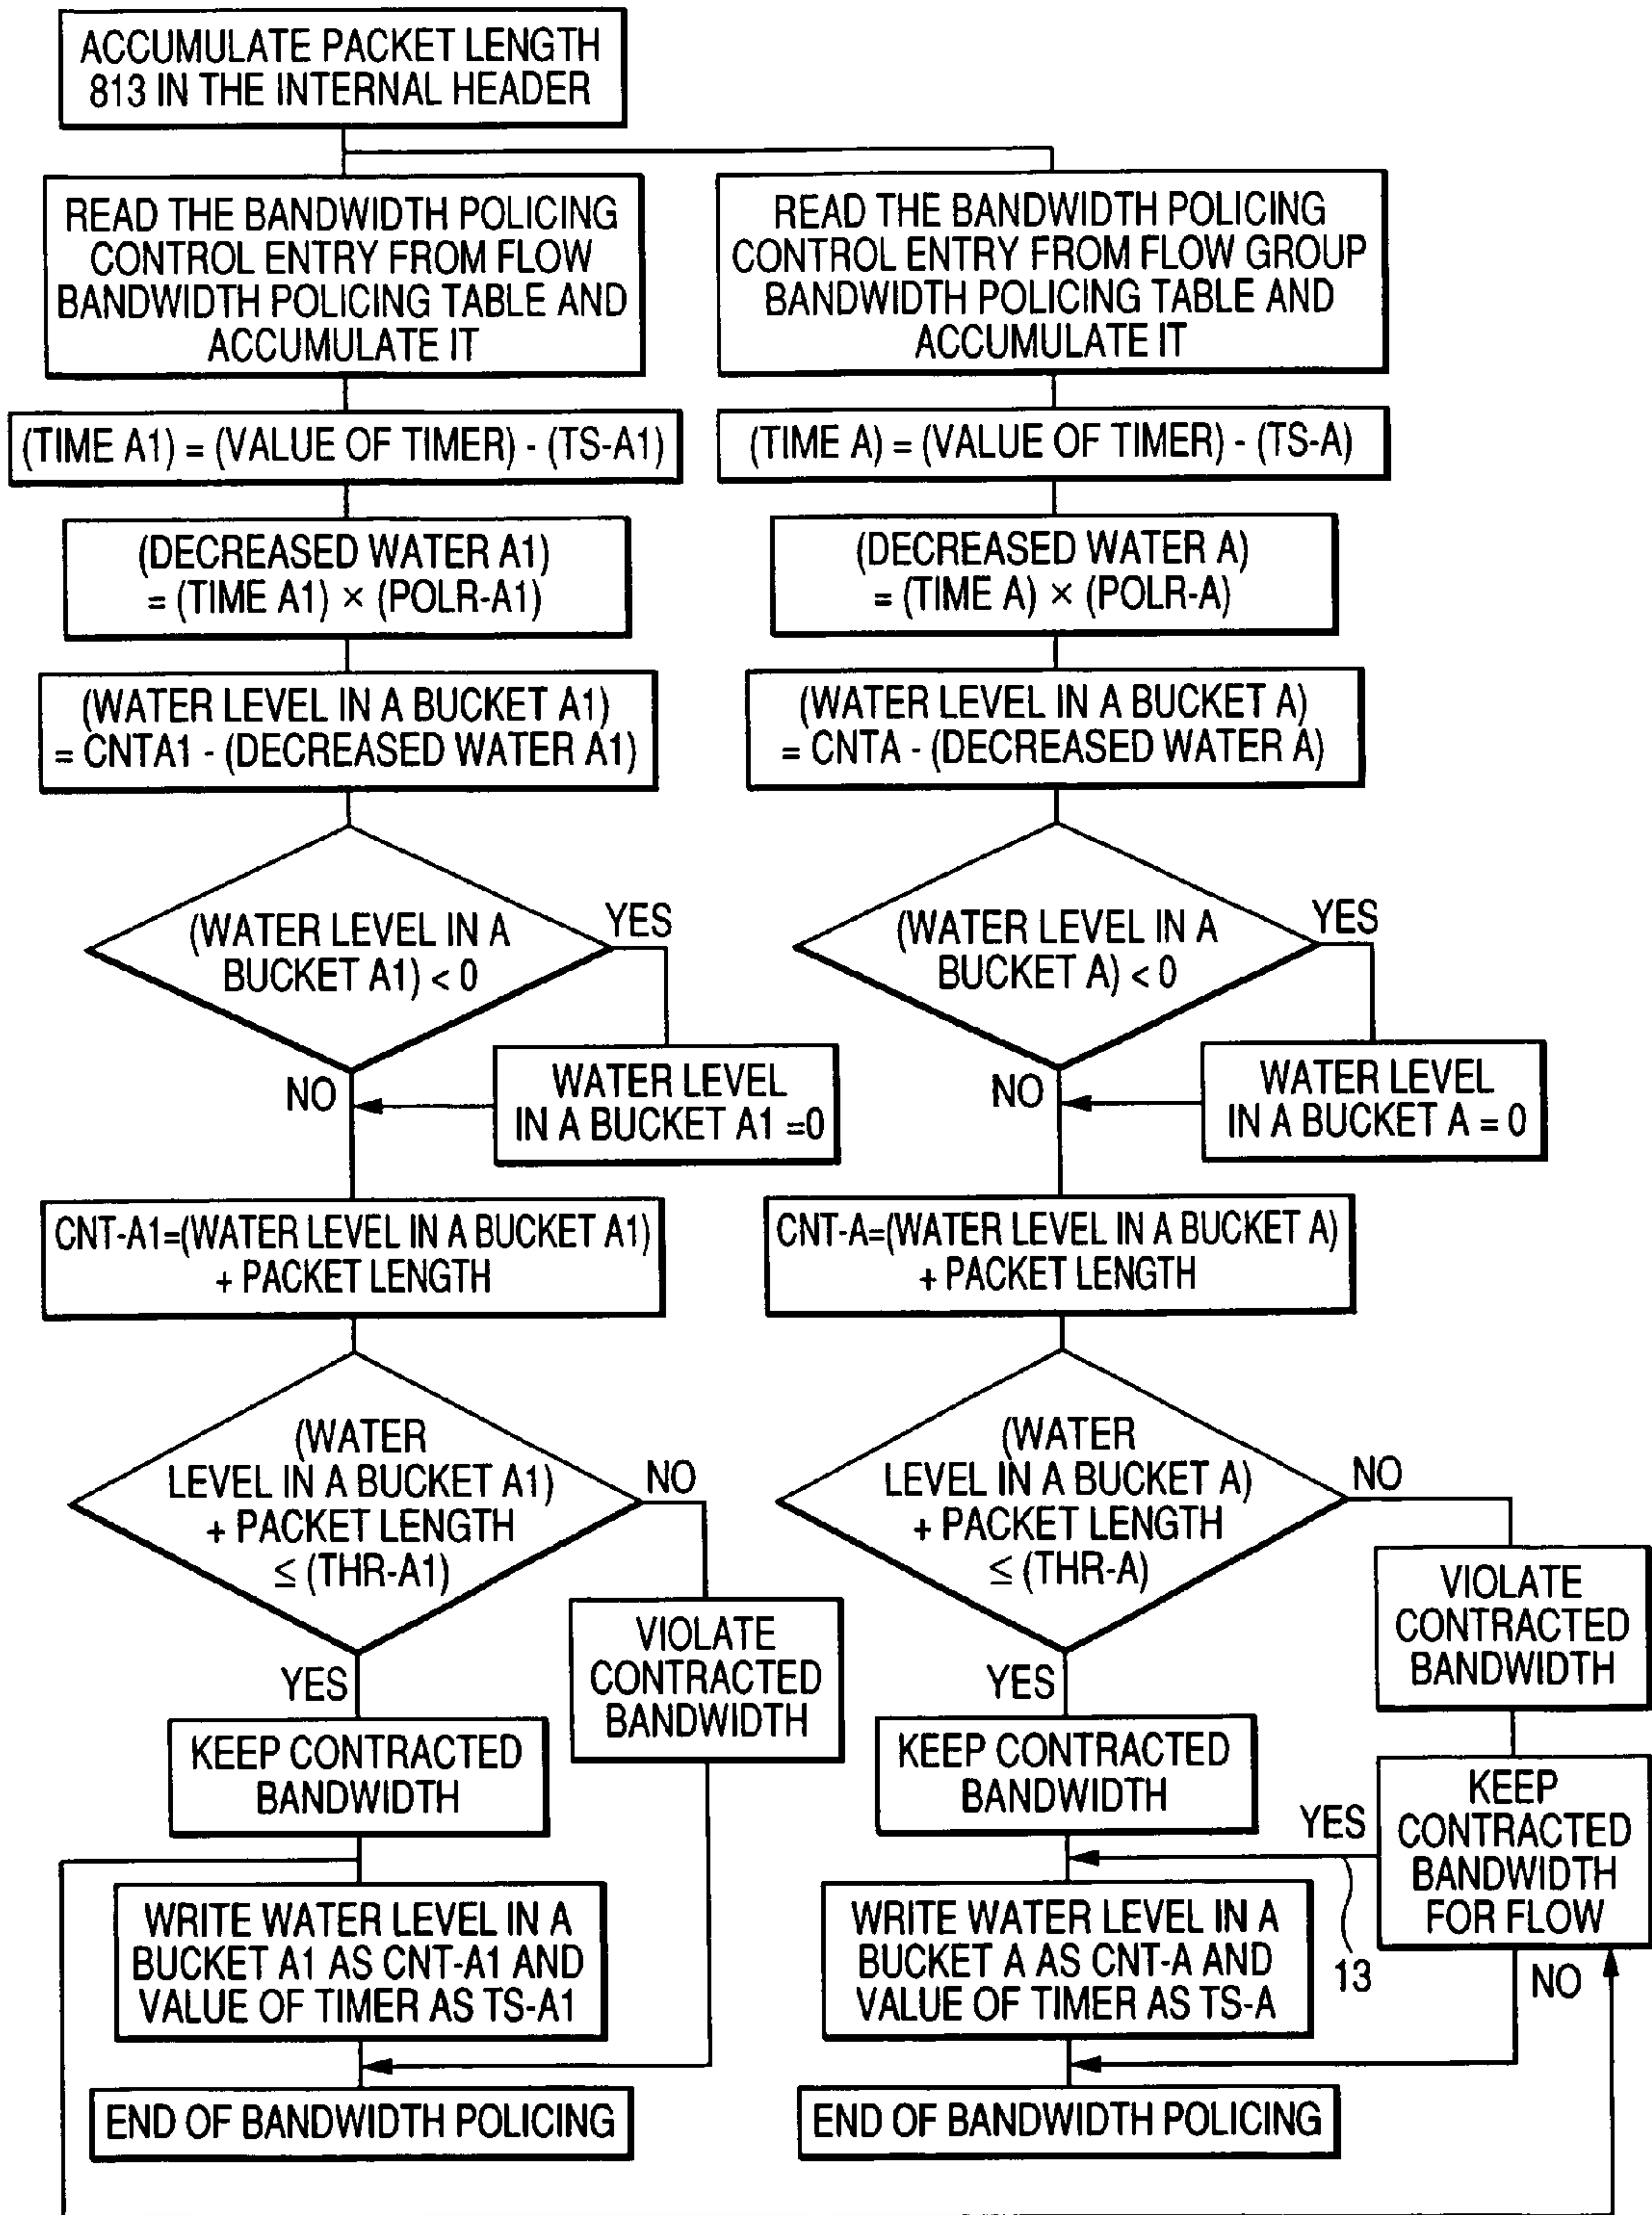 ACCUMULATE PACKET LENGTH
813 IN THE INTERNAL HEADER
READ THE BANDWIDTH POLICING
CONTROL ENTRY FROM FLOW
BANDWIDTH POLICING TABLE AND
ACCUMULATE IT
(TIME A1) = (VALUE OF TIMER) - (TS-A1)
(DECREASED WATER A1)
= (TIME A1) × (POLR-A1)
(WATER LEVEL IN A BUCKET A1)
= CNTA1 - (DECREASED WATER A1)
(WATER LEVEL IN A
BUCKET A1) < 0
YES
NO
WATER LEVEL
IN A BUCKET A1 =0
CNT-A1=(WATER LEVEL IN A BUCKET A1)
+ PACKET LENGTH
(WATER
LEVEL IN A BUCKET A1)
+ PACKET LENGTH
≤ (THR-A1)
NO
YES
VIOLATE
CONTRACTED
BANDWIDTH
KEEP CONTRACTED
BANDWIDTH
WRITE WATER LEVEL IN A
BUCKET A1 AS CNT-A1 AND
VALUE OF TIMER AS TS-A1
END OF BANDWIDTH POLICING
READ THE BANDWIDTH POLICING
CONTROL ENTRY FROM FLOW GROUP
BANDWIDTH POLICING TABLE AND
ACCUMULATE IT
(TIME A) = (VALUE OF TIMER) - (TS-A)
(DECREASED WATER A)
= (TIME A) × (POLR-A)
(WATER LEVEL IN A BUCKET A)
= CNTA - (DECREASED WATER A)
(WATER LEVEL IN A
BUCKET A) < 0
YES
NO
WATER LEVEL
IN A BUCKET A = 0
CNT-A=(WATER LEVEL IN A BUCKET A)
+ PACKET LENGTH
(WATER
LEVEL IN A BUCKET A)
+ PACKET LENGTH
≤ (THR-A)
NO
YES
VIOLATE
CONTRACTED
BANDWIDTH
KEEP CONTRACTED
BANDWIDTH
KEEP
CONTRACTED
BANDWIDTH
FOR FLOW
YES
13
NO
WRITE WATER LEVEL IN A
BUCKET A AS CNT-A AND
VALUE OF TIMER AS TS-A
END OF BANDWIDTH POLICING